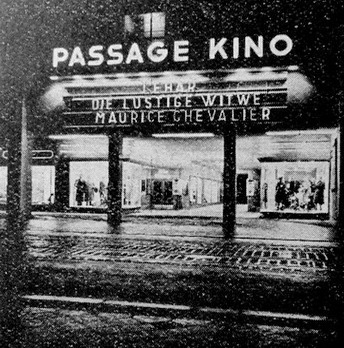 PASSAGE KINO
LEHAR
DIE LUSTIGE WITWE
MAURICE CHEVALIER